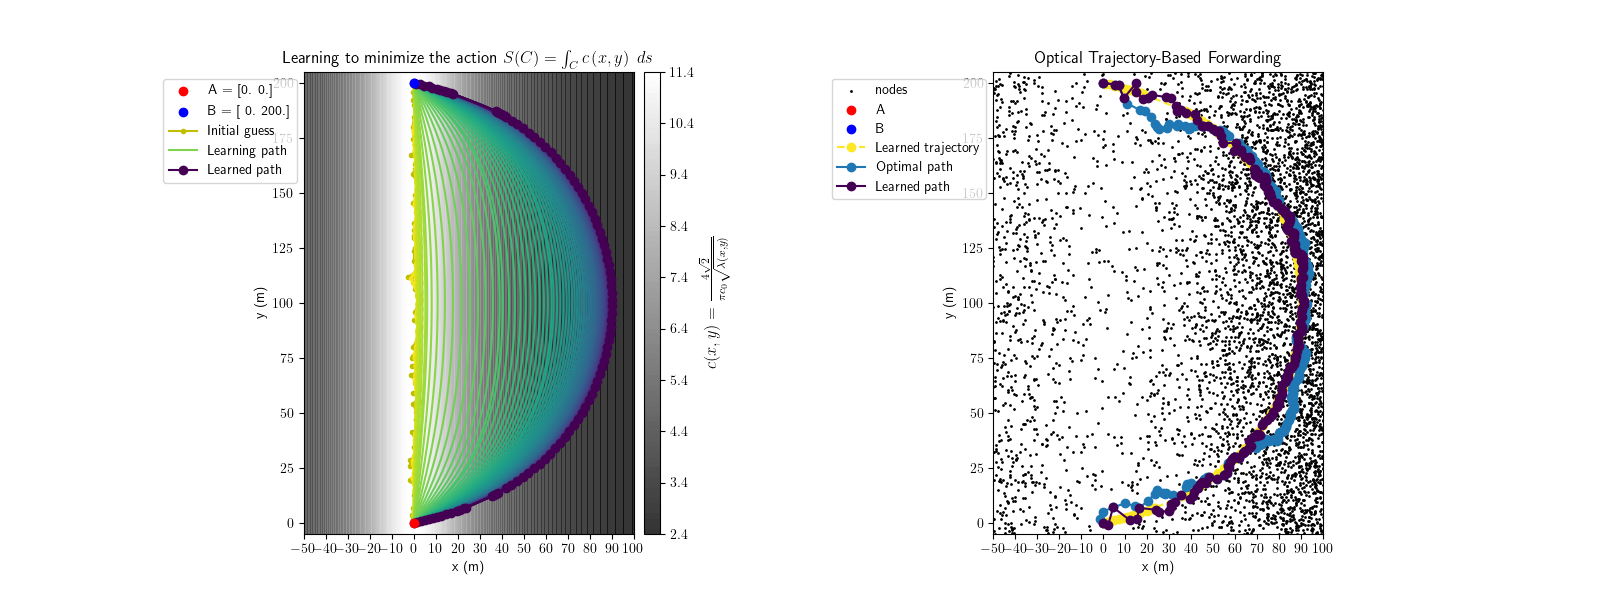 Learning to minimize the action S(C) = ∫_C c(x, y) ds
A = [0. 0.]
B = [ 0. 200.]
Initial guess
Learning path
Learned path
200
175
150
125
100
75
50
25
0
y (m)
−50 −40 −30 −20 −10 0 10 20 30 40 50 60 70 80 90 100
x (m)
11.4
10.4
9.4
8.4
7.4
6.4
5.4
4.4
3.4
2.4
c(x, y) = 4√2 / (πc₀√λ(x,y))
Optical Trajectory-Based Forwarding
nodes
A
B
Learned trajectory
Optimal path
Learned path
200
175
150
125
100
75
50
25
0
y (m)
−50 −40 −30 −20 −10 0 10 20 30 40 50 60 70 80 90 100
x (m)